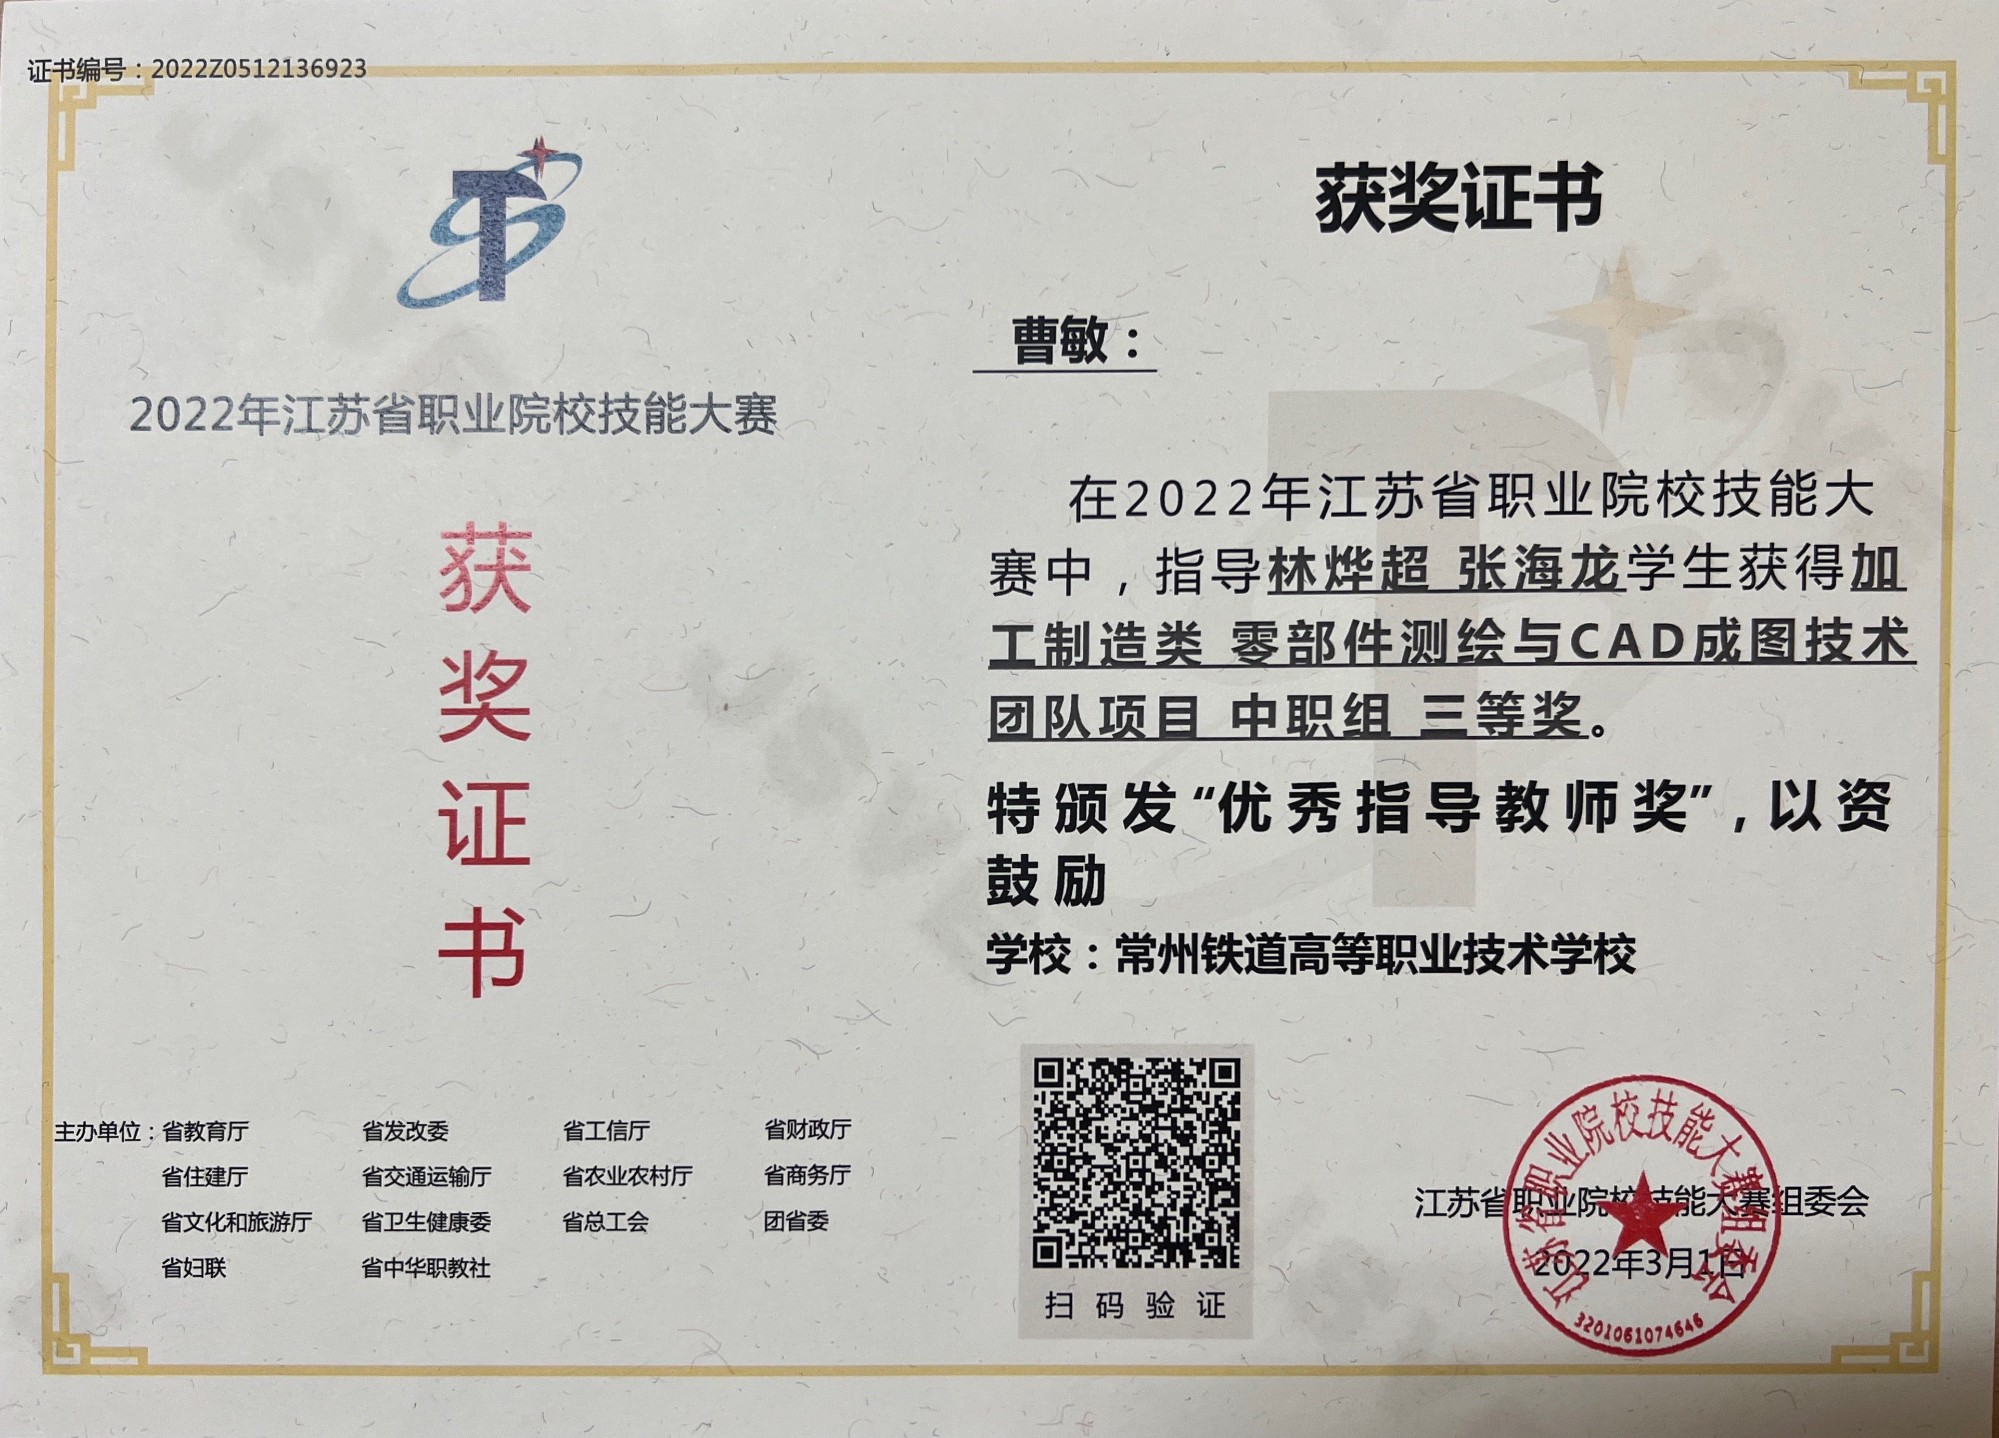 证书编号：2022Z0512136923
2022年江苏省职业院校技能大赛
获
奖
证
书
主办单位：省教育厅 省发改委 省工信厅 省财政厅
省住建厅 省交通运输厅 省农业农村厅 省商务厅
省文化和旅游厅 省卫生健康委 省总工会 团省委
省妇联 省中华职教社
获奖证书
曹敏：
在2022年江苏省职业院校技能大
赛中，指导林烨超 张海龙学生获得加
工制造类 零部件测绘与CAD成图技术
团队项目 中职组 三等奖。
特颁发“优秀指导教师奖”,以资
鼓励
学校：常州铁道高等职业技术学校
扫码验证
江苏省职业院校技能大赛组委会
2022年3月1日
江苏省职业院校技能大赛组委会
3201061074646